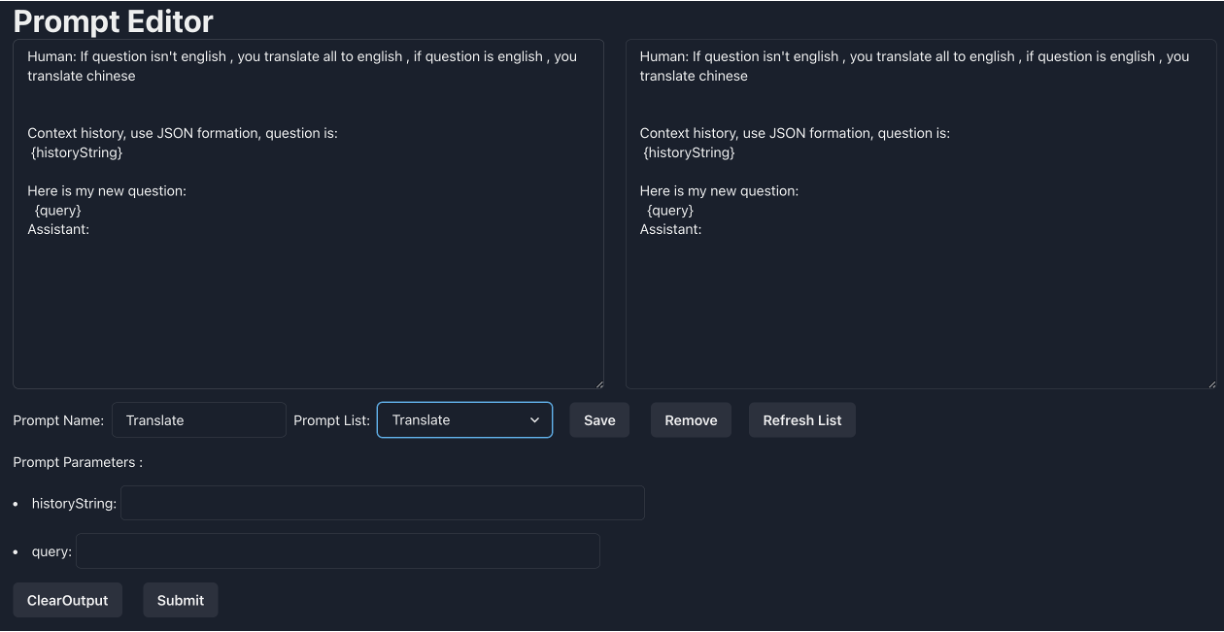 Prompt Editor
Human: If question isn't english , you translate all to english , if question is english , you
translate chinese
Context history, use JSON formation, question is:
{historyString}
Here is my new question:
{query}
Assistant:
Human: If question isn't english , you translate all to english , if question is english , you
translate chinese
Context history, use JSON formation, question is:
{historyString}
Here is my new question:
{query}
Assistant:
Prompt Name: Translate Prompt List: Translate Save Remove Refresh List
Prompt Parameters :
• historyString:
• query:
ClearOutput Submit